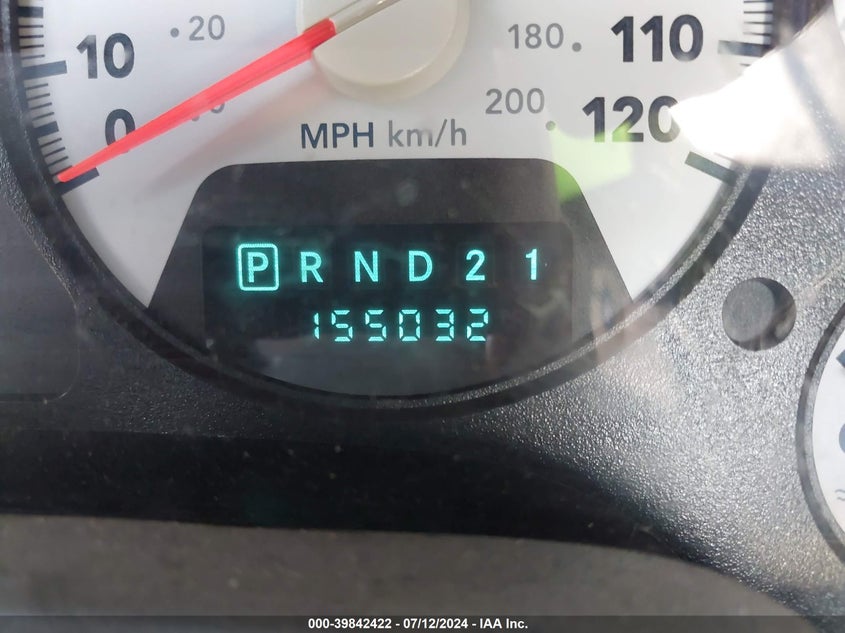 10 20 180 110
0 200 120
MPH km/h
P R N D 2 1
155032
000-39842422 - 07/12/2024 - IAA Inc.